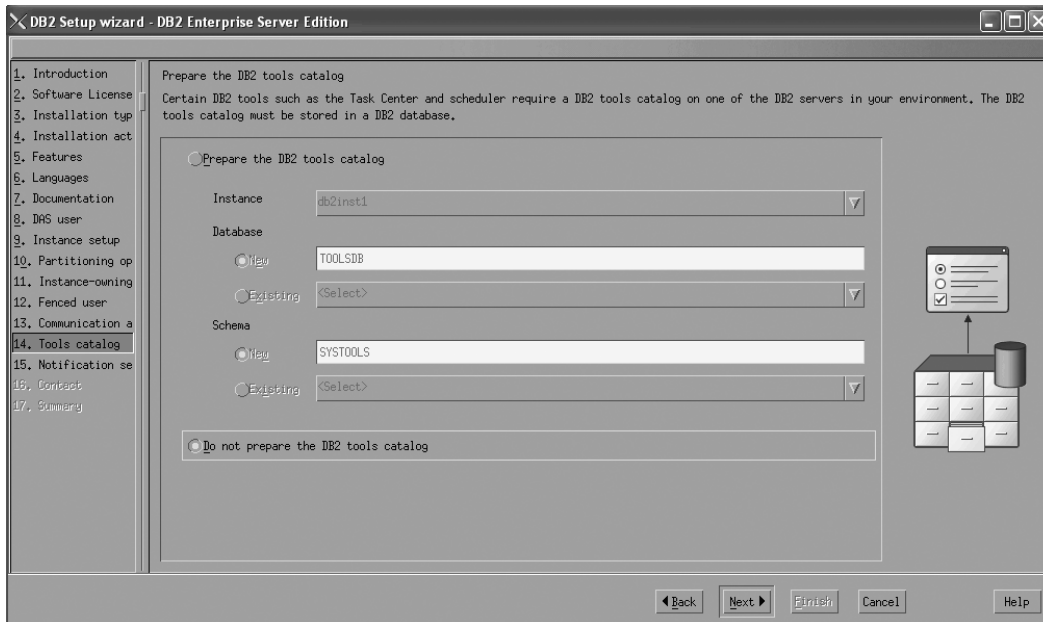 DB2 Setup wizard - DB2 Enterprise Server Edition
1. Introduction
2. Software License
3. Installation typ
4. Installation act
5. Features
6. Languages
7. Documentation
8. DAS user
9. Instance setup
10. Partitioning op
11. Instance-owning
12. Fenced user
13. Communication a
14. Tools catalog
15. Notification se
16. Contact
17. Summary
Prepare the DB2 tools catalog
Certain DB2 tools such as the Task Center and scheduler require a DB2 tools catalog on one of the DB2 servers in your environment. The DB2
tools catalog must be stored in a DB2 database.
Prepare the DB2 tools catalog
Instance
db2inst1
Database
New
TOOLSDB
Existing
<Select>
Schema
New
SYSTOOLS
Existing
<Select>
Do not prepare the DB2 tools catalog
Back
Next
Finish
Cancel
Help